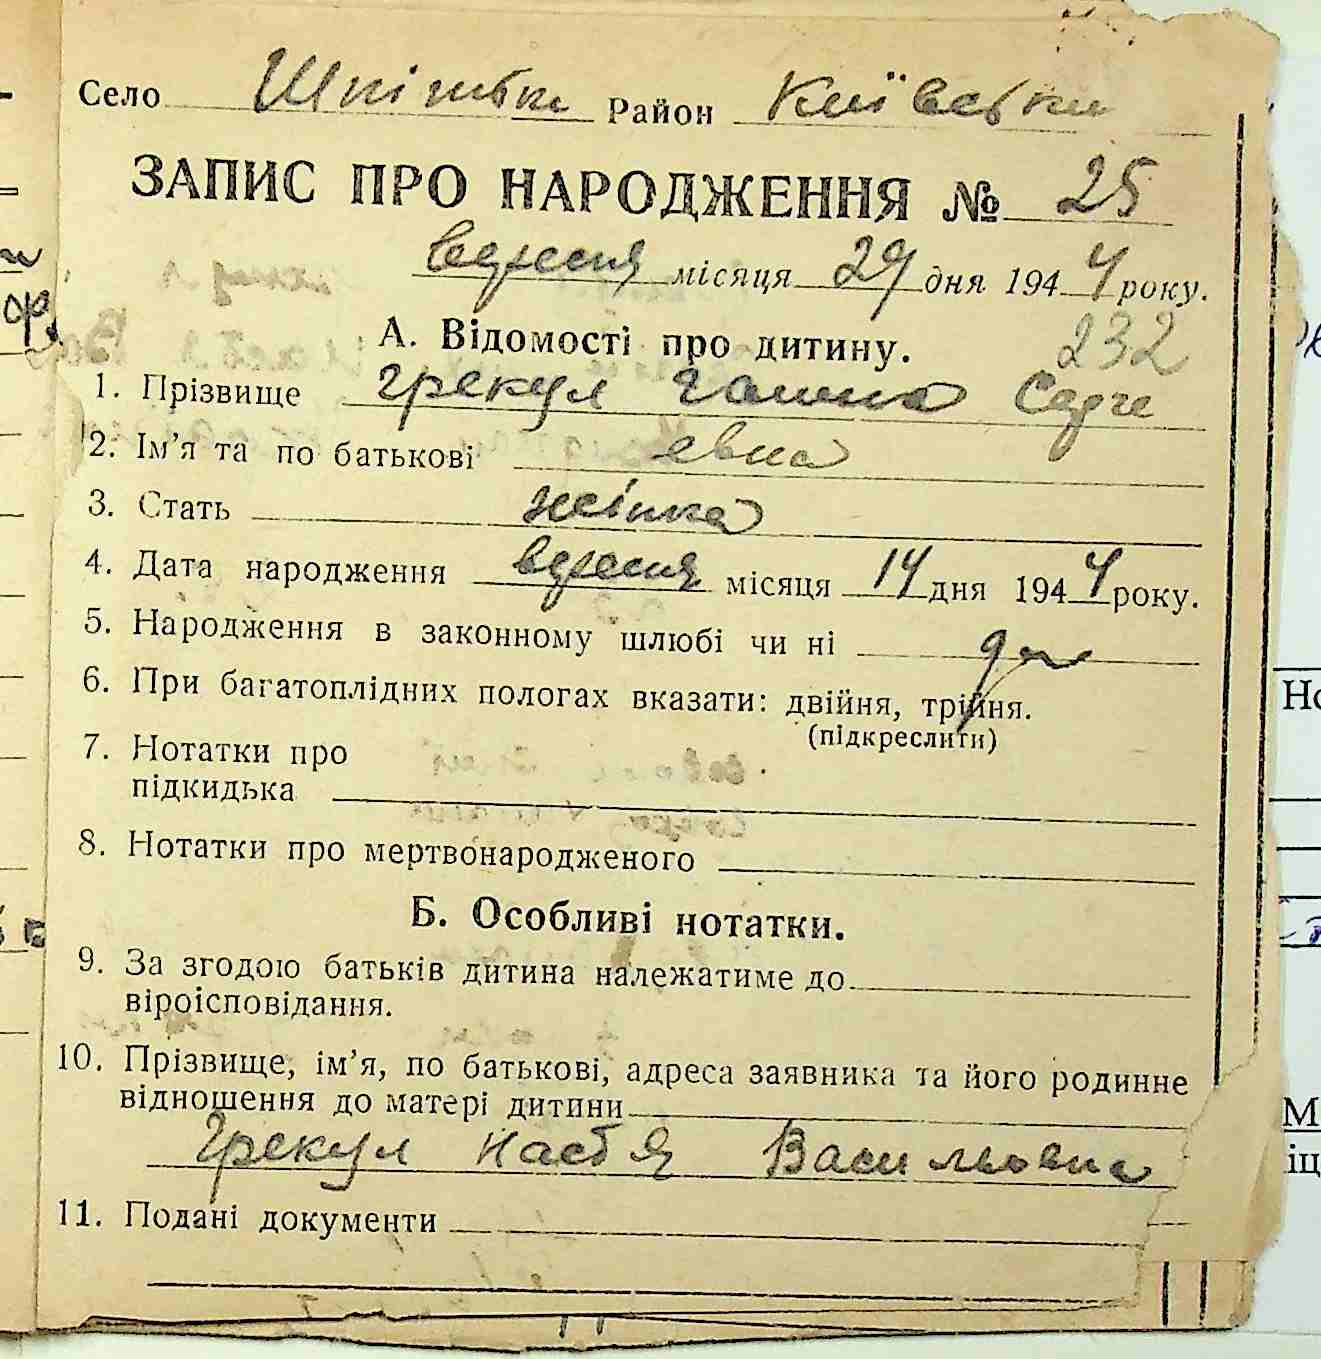 Село Шпітьки Район Київськи
ЗАПИС ПРО НАРОДЖЕННЯ № 25
вересня місяця 29 дня 1944 року.
А. Відомості про дитину. 232
1. Прізвище Грекул Галина Сергє
2. Ім'я та по батькові євна
3. Стать жінка
4. Дата народження вересня місяця 14 дня 1944 року.
5. Народження в законному шлюбі чи ні да
6. При багатоплідних пологах вказати: двійня, трійня.
(підкреслити)
7. Нотатки про
підкидька
8. Нотатки про мертвонародженого
Б. Особливі нотатки.
9. За згодою батьків дитина належатиме до
віроісповідання.
10. Прізвище, ім'я, по батькові, адреса заявника та його родинне
відношення до матері дитини
Грекул Настя Васильовна
11. Подані документи